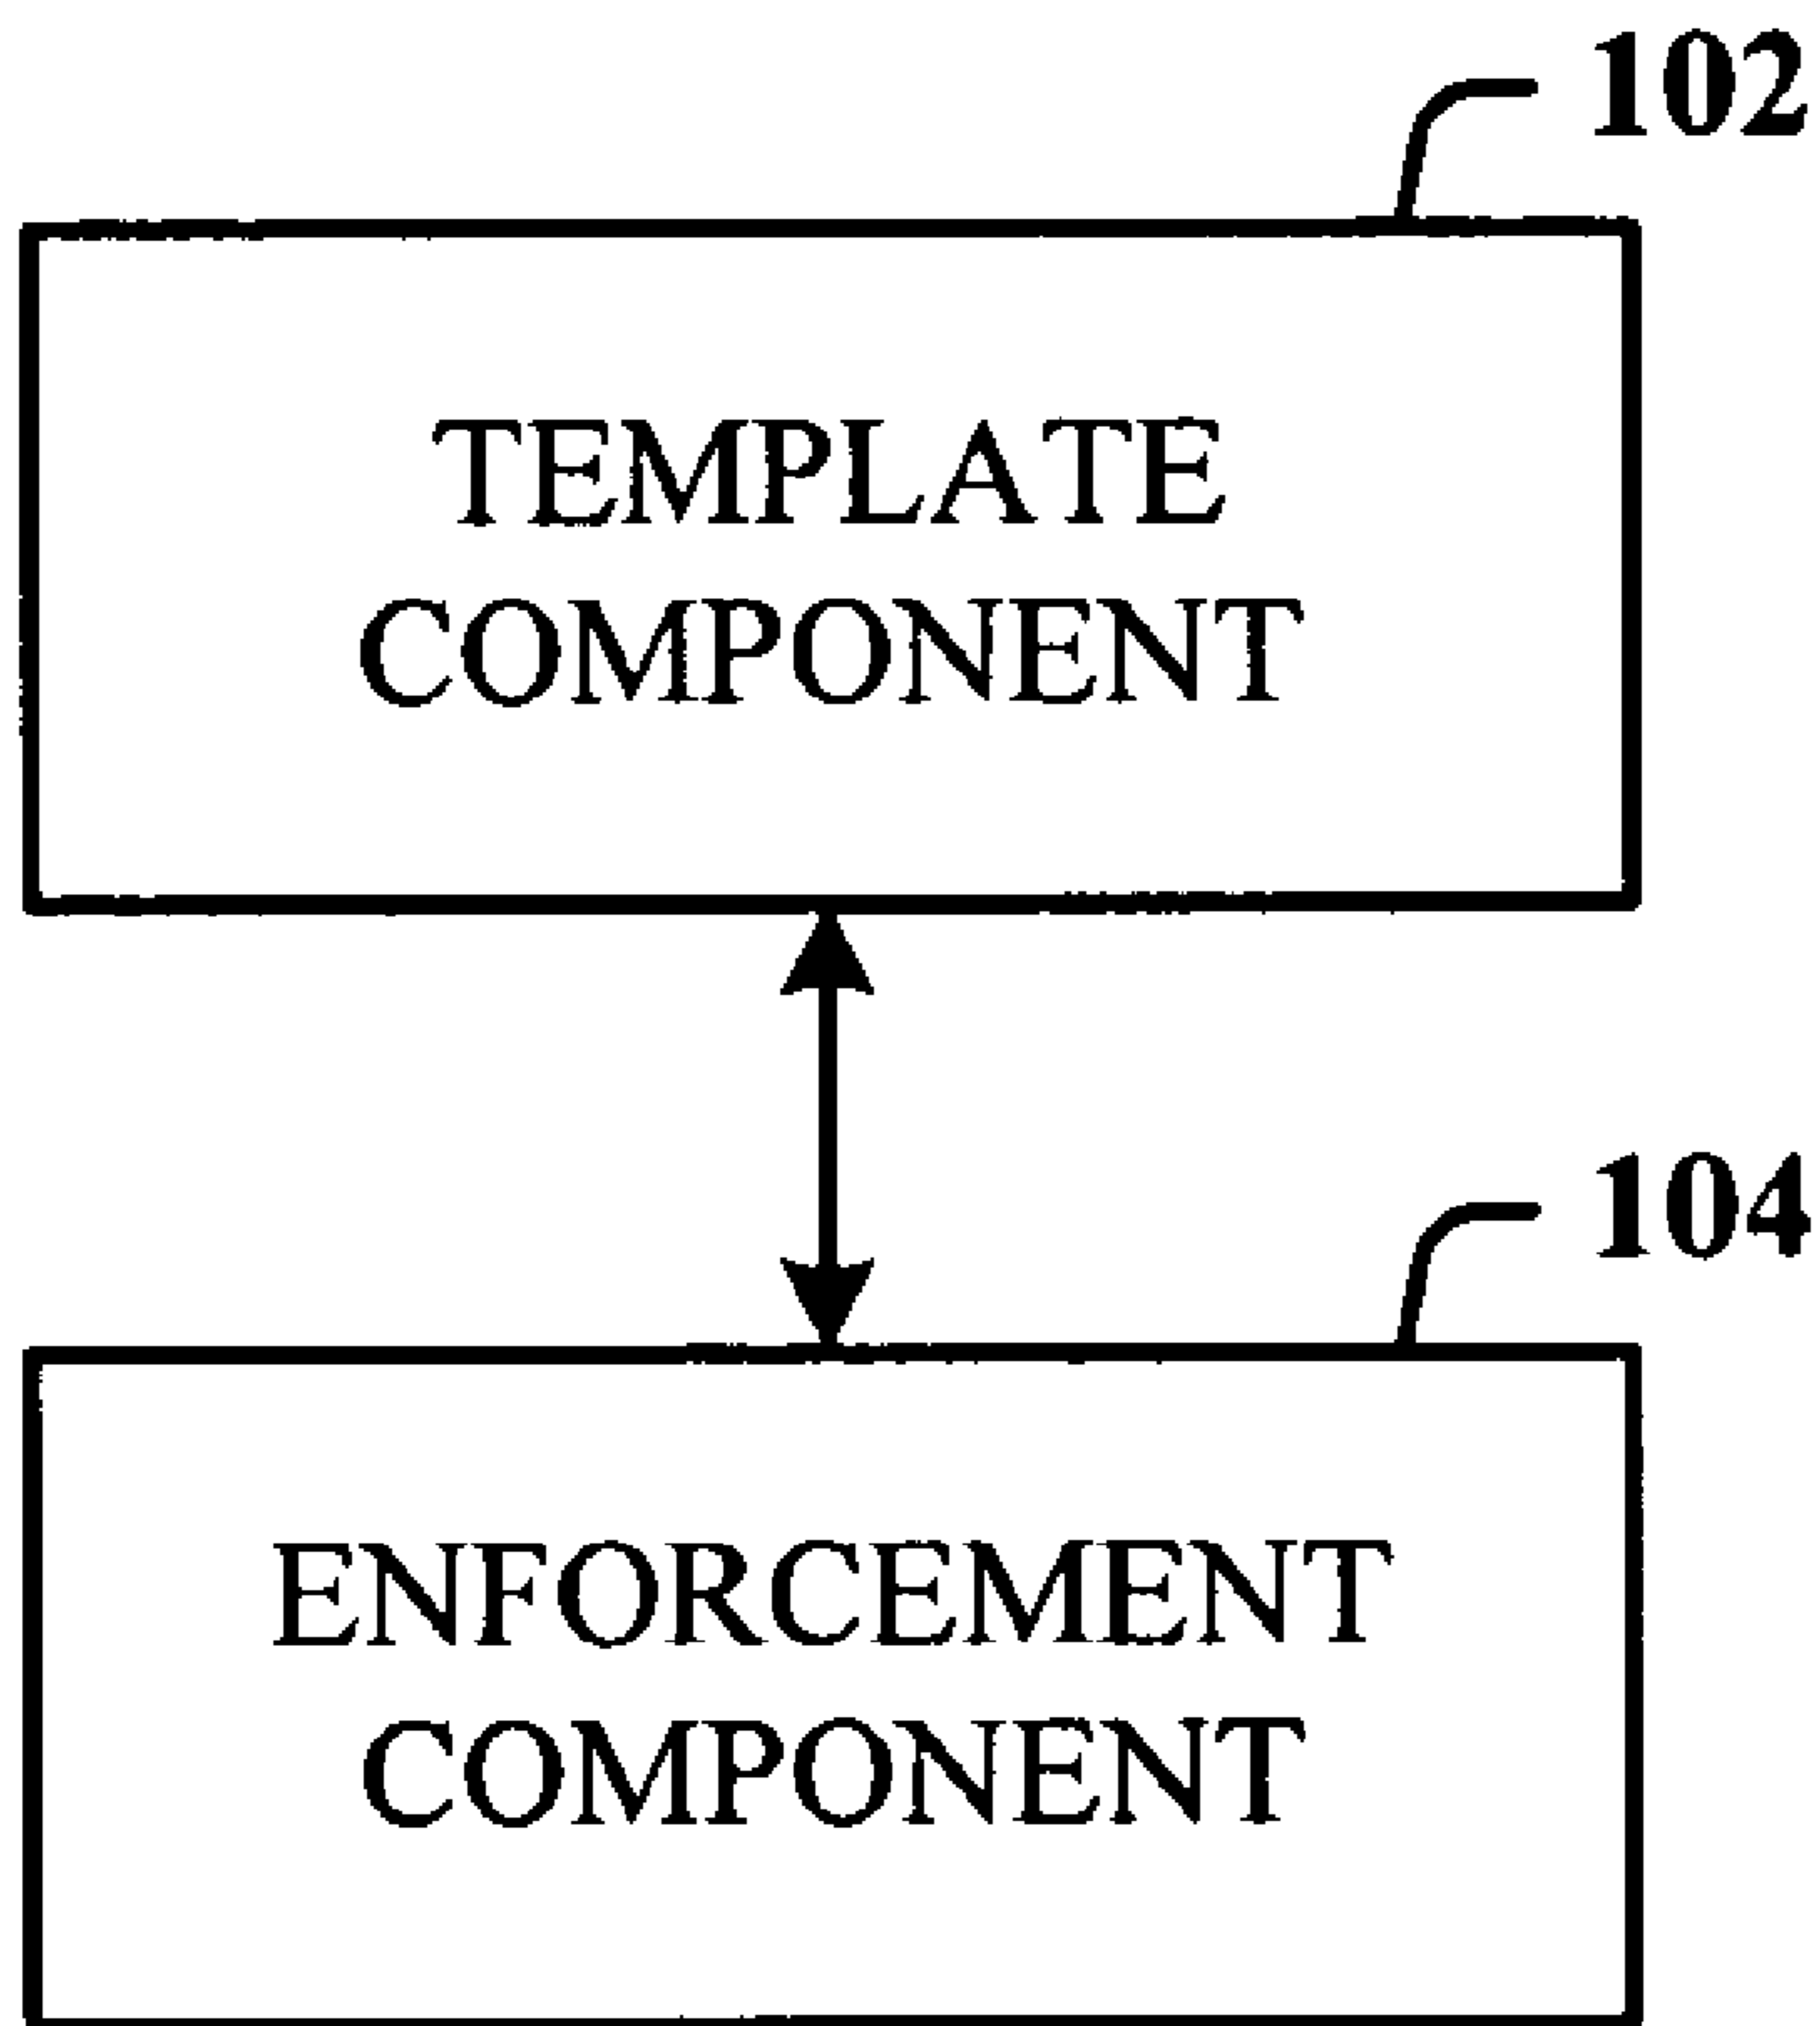 102
TEMPLATE
COMPONENT
104
ENFORCEMENT
COMPONENT